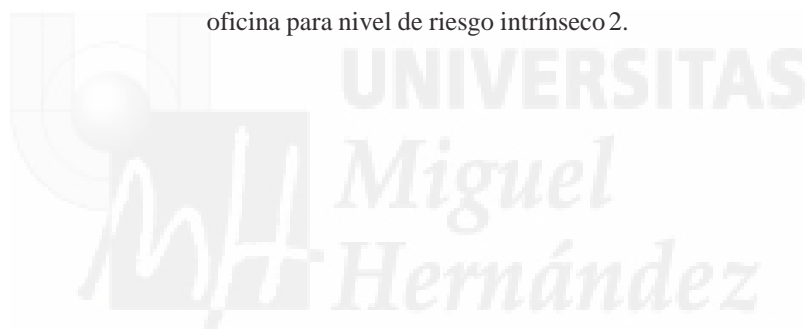 oficina para nivel de riesgo intrínseco 2.
UNIVERSITAS
Miguel
Hernández